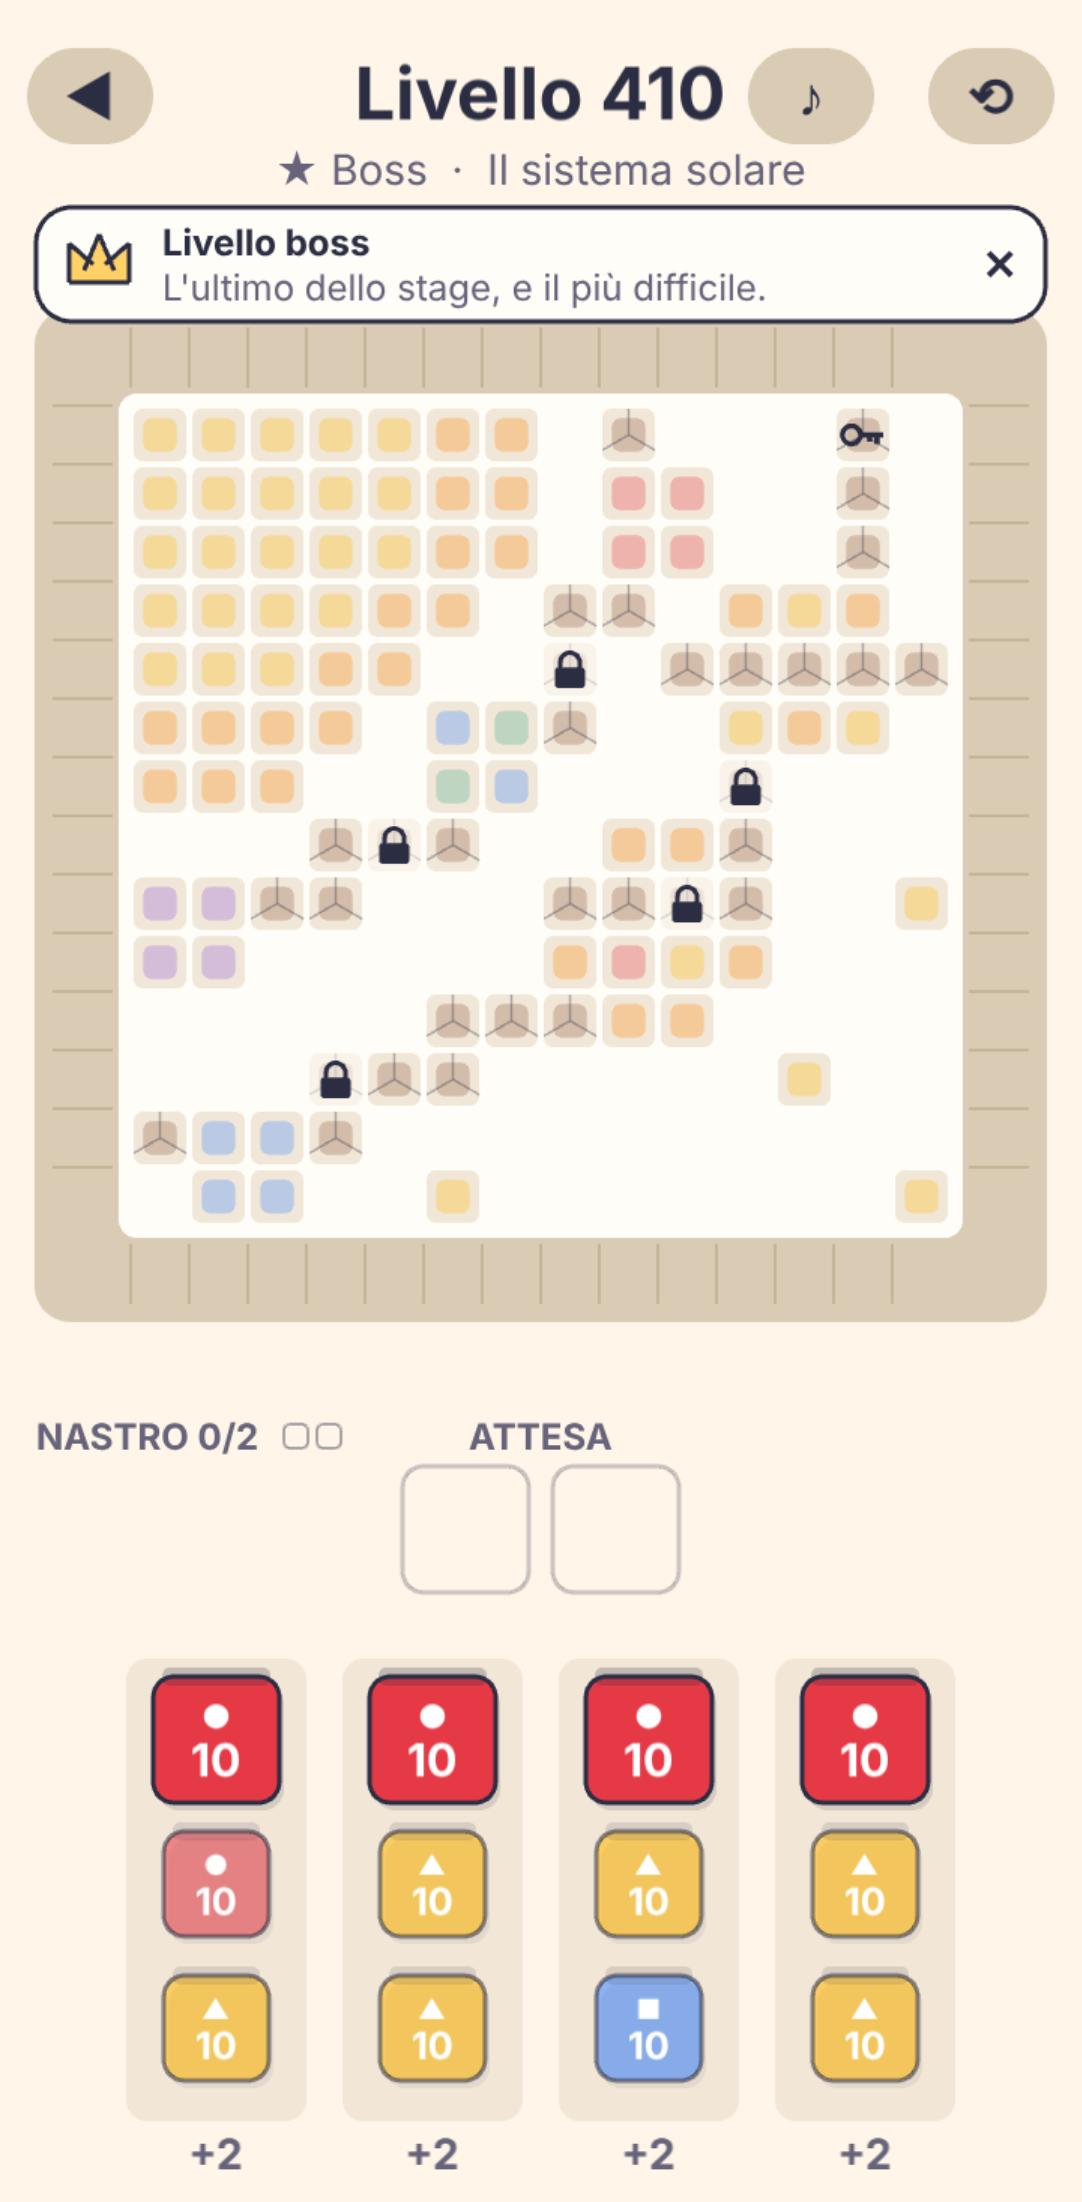 Livello 410
★ Boss · Il sistema solare
Livello boss
L'ultimo dello stage, e il più difficile.
NASTRO 0/2
ATTESA
10 10 10 10
10 10 10 10
10 10 10 10
+2 +2 +2 +2